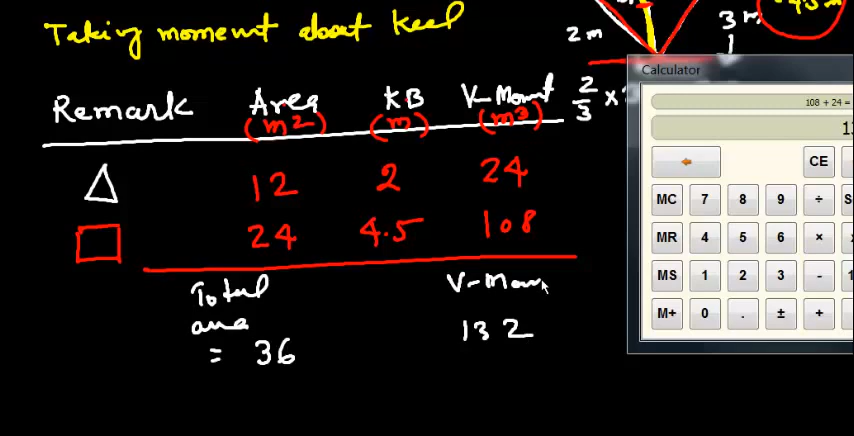 Taking moment about Keel
2 m
3 m
Remark Area KB V-Momt
(m2) (m) (m3)
2/3 ×
△ 12 2 24
□ 24 4.5 108
Total V-Mom
area
= 36 132
Calculator
108 + 24 =
13
← CE
MC 7 8 9 ÷
MR 4 5 6 ×
MS 1 2 3 -
M+ 0 . ± +